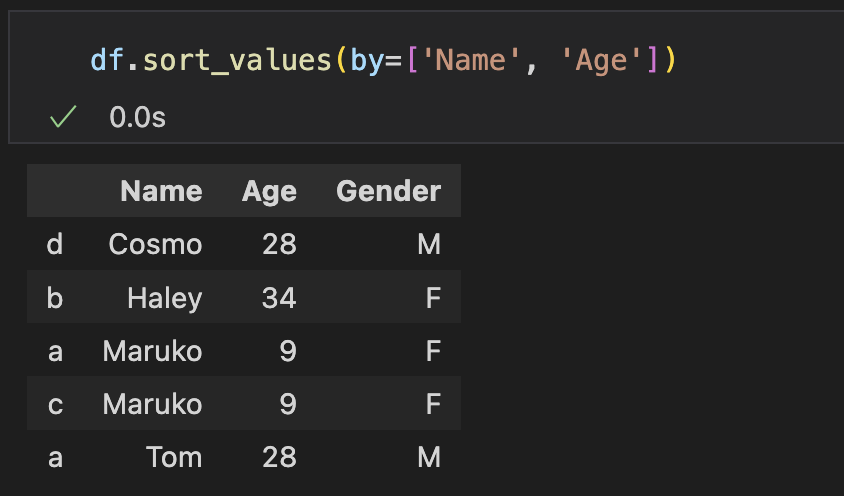 df.sort_values(by=['Name', 'Age'])
0.0s
Name Age Gender
d Cosmo 28 M
b Haley 34 F
a Maruko 9 F
c Maruko 9 F
a Tom 28 M